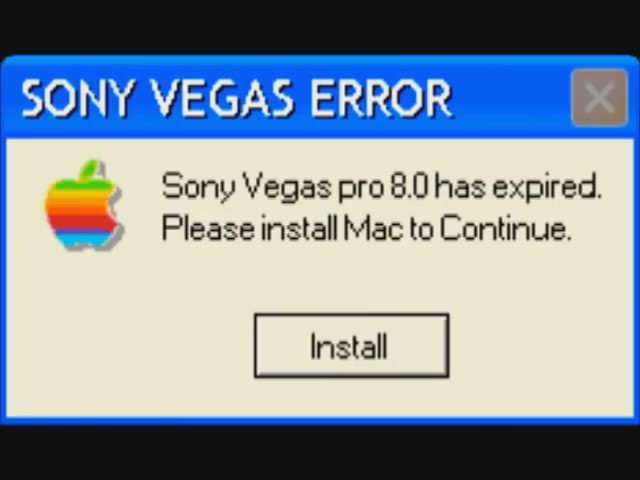 SONY VEGAS ERROR
Sony Vegas pro 8.0 has expired.
Please install Mac to Continue.
Install